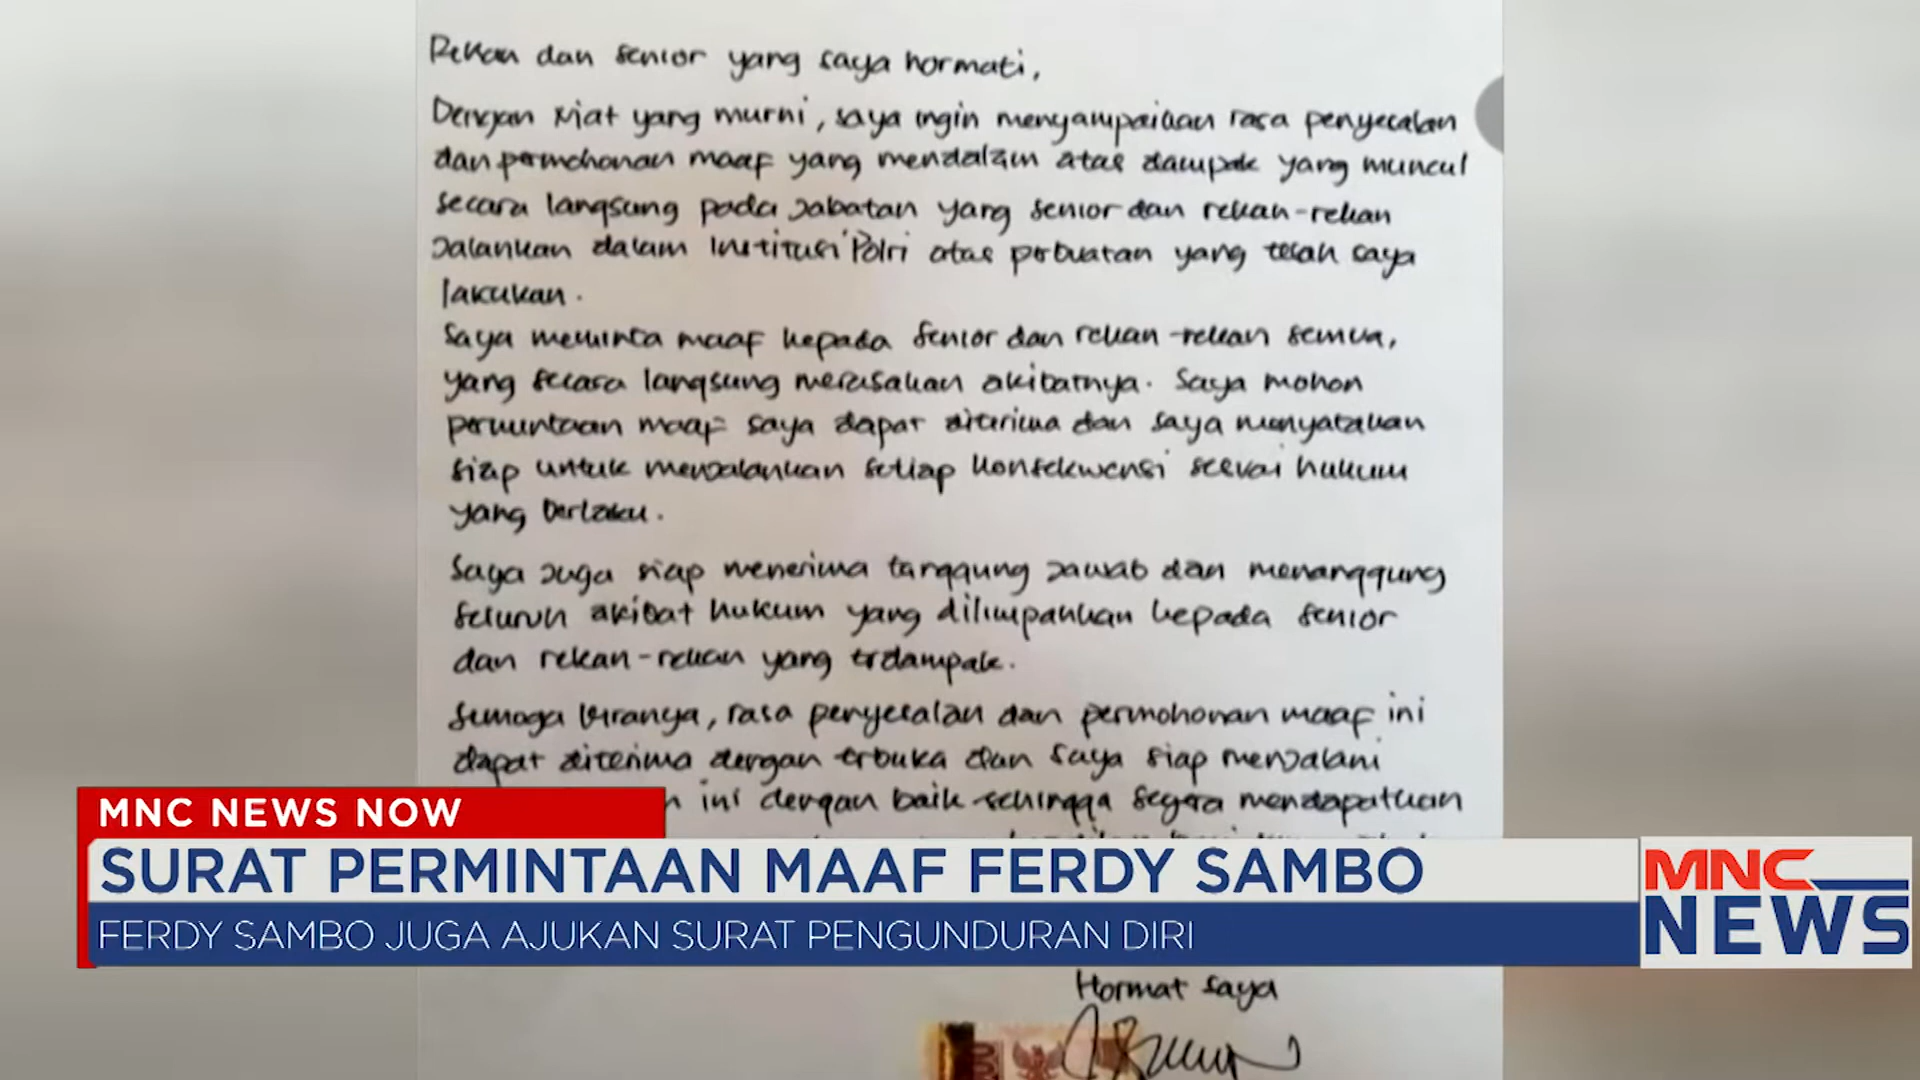 Rekan dan senior yang saya hormati,
Dengan niat yang murni, saya ingin menyampaikan rasa penyesalan
dan permohonan maaf yang mendalam atas dampak yang muncul
secara langsung pada jabatan yang senior dan rekan-rekan
jalankan dalam institusi Polri atas perbuatan yang telah saya
lakukan.
Saya meminta maaf kepada senior dan rekan-rekan semua,
yang secara langsung merasakan akibatnya. Saya mohon
permintaan maaf saya dapat diterima dan saya menyatakan
siap untuk menjalankan setiap konsekwensi sesuai hukum
yang berlaku.
Saya juga siap menerima tanggung jawab dan menanggung
seluruh akibat hukum yang dilimpahkan kepada senior
dan rekan-rekan yang terdampak.
Semoga kiranya, rasa penyesalan dan permohonan maaf ini
dapat diterima dengan terbuka dan saya siap menjalani
ini dengan baik sehingga segera mendapatkan
MNC NEWS NOW
SURAT PERMINTAAN MAAF FERDY SAMBO
FERDY SAMBO JUGA AJUKAN SURAT PENGUNDURAN DIRI
MNC
NEWS
Hormat saya